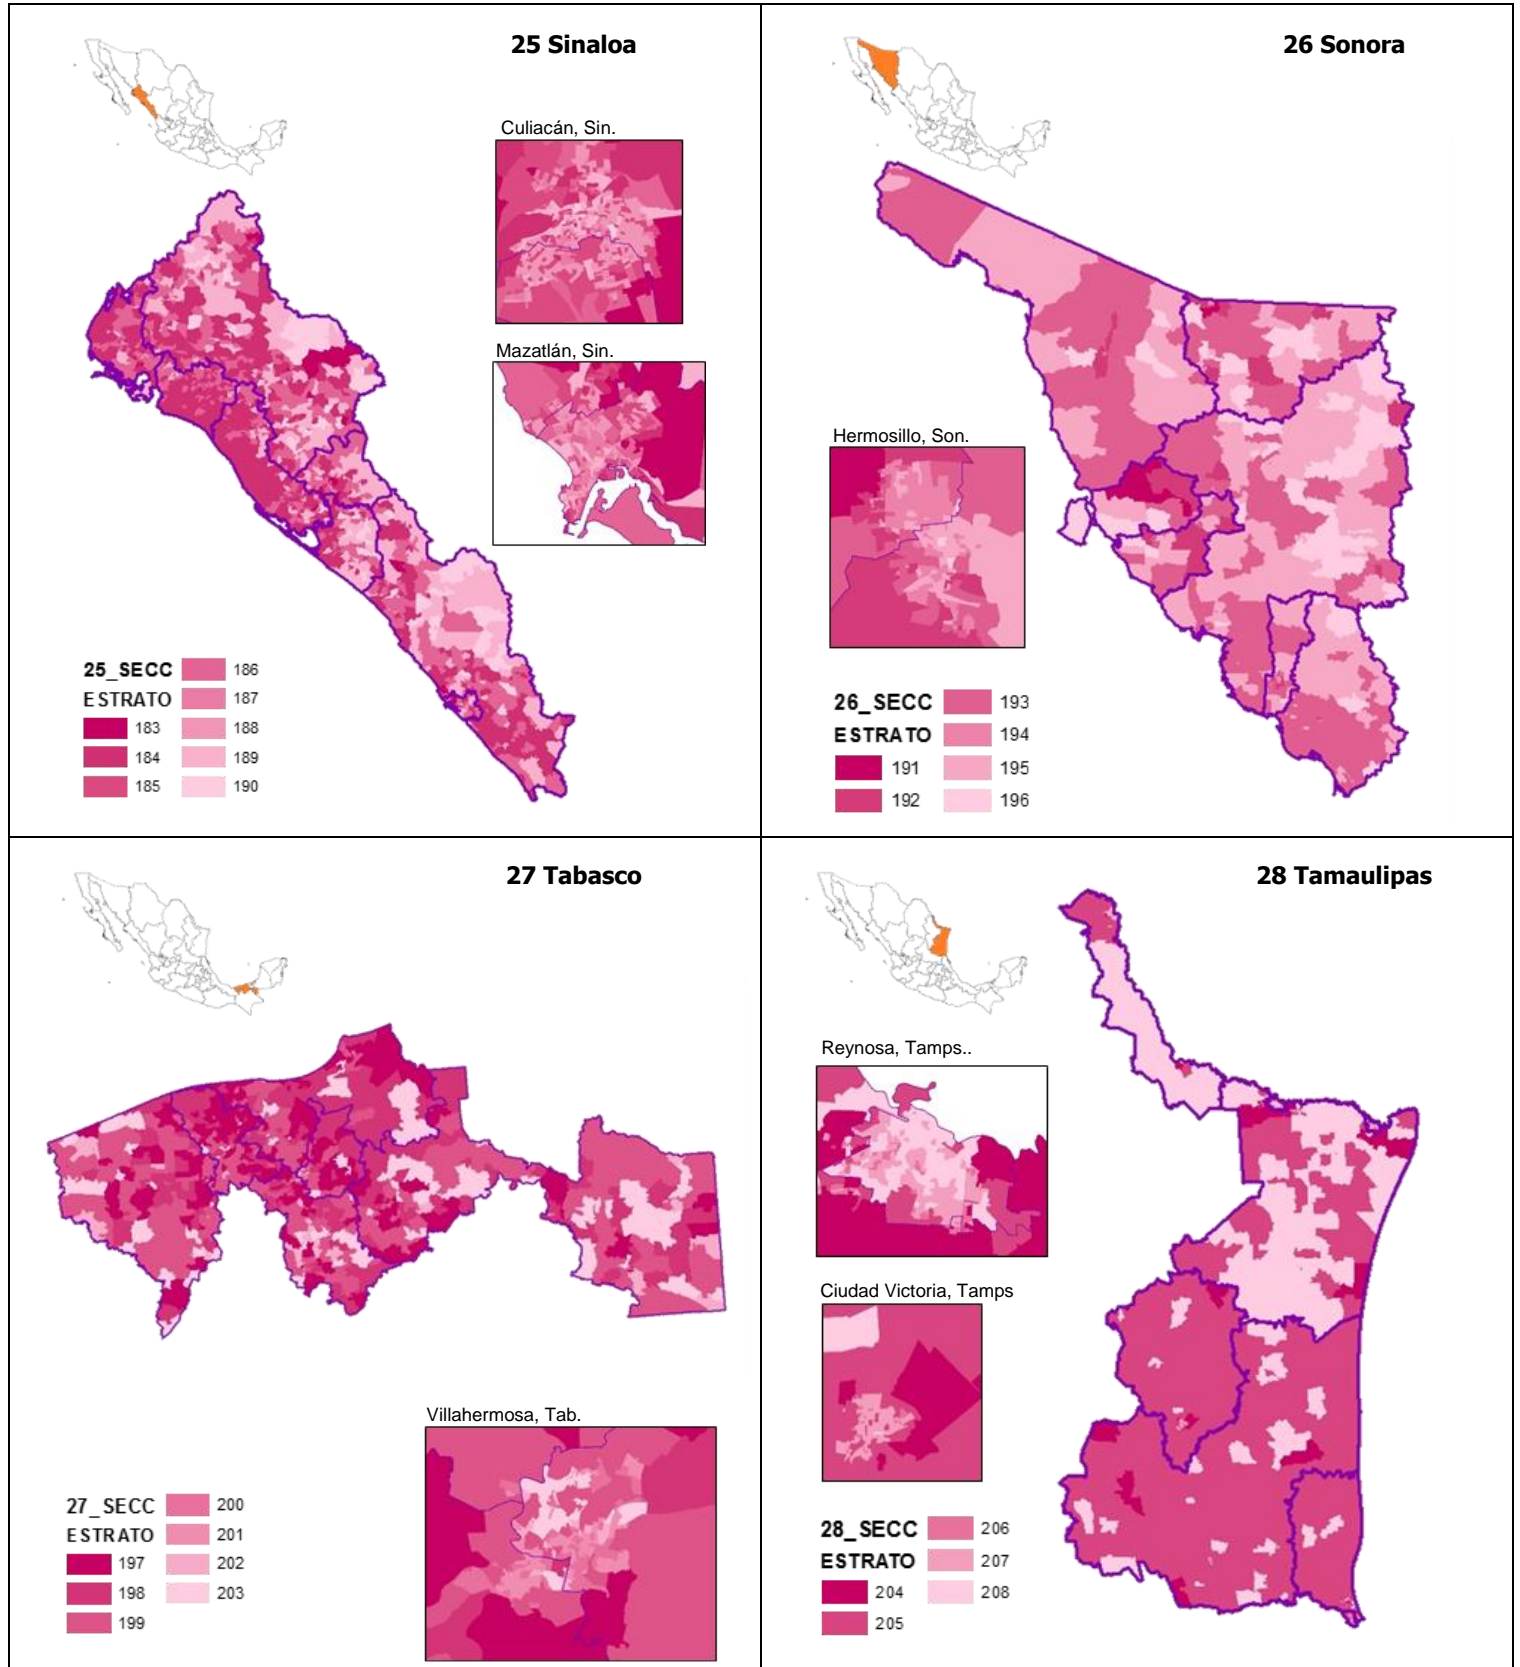 25 Sinaloa
Culiacán, Sin.
Mazatlán, Sin.
25_SECC
ESTRATO
183
184
185
186
187
188
189
190
26 Sonora
Hermosillo, Son.
26_SECC
ESTRATO
191
192
193
194
195
196
27 Tabasco
Villahermosa, Tab.
27_SECC
ESTRATO
197
198
199
200
201
202
203
28 Tamaulipas
Reynosa, Tamps..
Ciudad Victoria, Tamps
28_SECC
ESTRATO
204
205
206
207
208